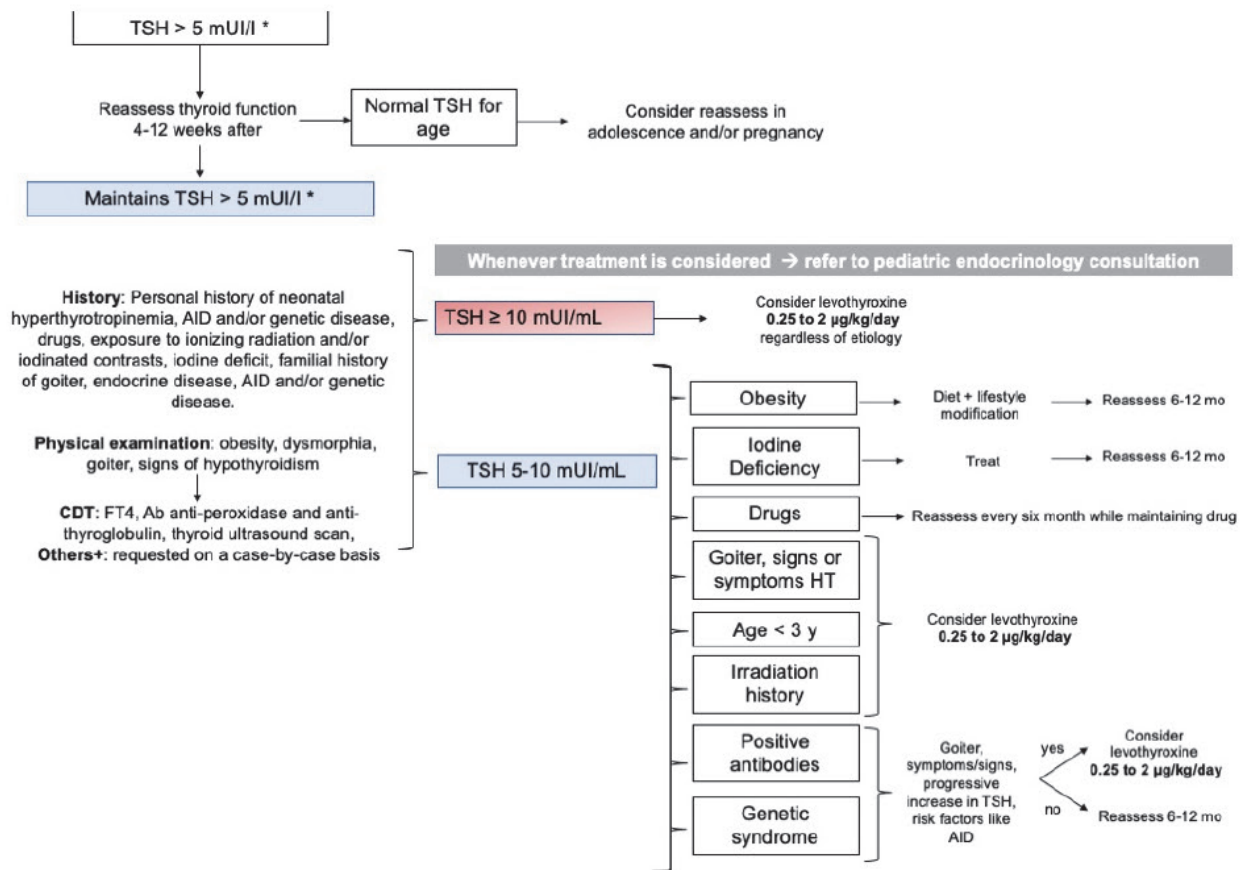 TSH > 5 mUI/l *
Reassess thyroid function
4-12 weeks after
Normal TSH for
age
Consider reassess in
adolescence and/or pregnancy
Maintains TSH > 5 mUI/l *
Whenever treatment is considered → refer to pediatric endocrinology consultation
History: Personal history of neonatal
hyperthyrotropinemia, AID and/or genetic disease,
drugs, exposure to ionizing radiation and/or
iodinated contrasts, iodine deficit, familial history
of goiter, endocrine disease, AID and/or genetic
disease.
Physical examination: obesity, dysmorphia,
goiter, signs of hypothyroidism
CDT: FT4, Ab anti-peroxidase and anti-
thyroglobulin, thyroid ultrasound scan,
Others+: requested on a case-by-case basis
TSH ≥ 10 mUI/mL
Consider levothyroxine
0.25 to 2 µg/kg/day
regardless of etiology
TSH 5-10 mUI/mL
Obesity
Diet + lifestyle
modification
Reassess 6-12 mo
Iodine
Deficiency
Treat
Reassess 6-12 mo
Drugs
Reassess every six month while maintaining drug
Goiter, signs or
symptoms HT
Age < 3 y
Irradiation
history
Consider levothyroxine
0.25 to 2 µg/kg/day
Positive
antibodies
Genetic
syndrome
Goiter,
symptoms/signs,
progressive
increase in TSH,
risk factors like
AID
yes
Consider
levothyroxine
0.25 to 2 µg/kg/day
no
Reassess 6-12 mo